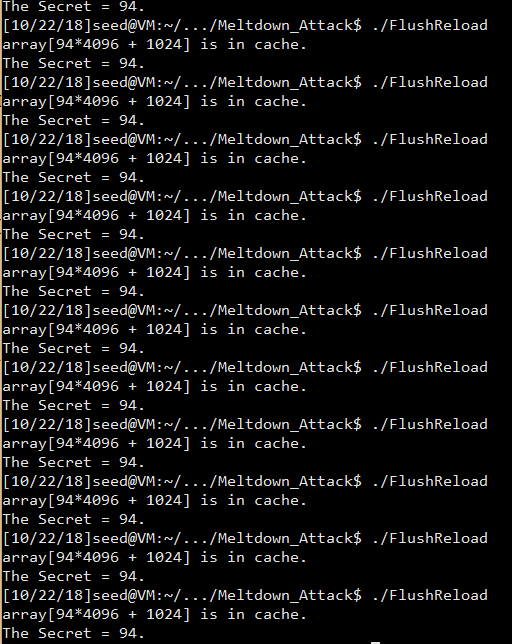 The Secret = 94.
[10/22/18]seed@VM:~/.../Meltdown_Attack$ ./FlushReload
array[94*4096 + 1024] is in cache.
The Secret = 94.
[10/22/18]seed@VM:~/.../Meltdown_Attack$ ./FlushReload
array[94*4096 + 1024] is in cache.
The Secret = 94.
[10/22/18]seed@VM:~/.../Meltdown_Attack$ ./FlushReload
array[94*4096 + 1024] is in cache.
The Secret = 94.
[10/22/18]seed@VM:~/.../Meltdown_Attack$ ./FlushReload
array[94*4096 + 1024] is in cache.
The Secret = 94.
[10/22/18]seed@VM:~/.../Meltdown_Attack$ ./FlushReload
array[94*4096 + 1024] is in cache.
The Secret = 94.
[10/22/18]seed@VM:~/.../Meltdown_Attack$ ./FlushReload
array[94*4096 + 1024] is in cache.
The Secret = 94.
[10/22/18]seed@VM:~/.../Meltdown_Attack$ ./FlushReload
array[94*4096 + 1024] is in cache.
The Secret = 94.
[10/22/18]seed@VM:~/.../Meltdown_Attack$ ./FlushReload
array[94*4096 + 1024] is in cache.
The Secret = 94.
[10/22/18]seed@VM:~/.../Meltdown_Attack$ ./FlushReload
array[94*4096 + 1024] is in cache.
The Secret = 94.
[10/22/18]seed@VM:~/.../Meltdown_Attack$ ./FlushReload
array[94*4096 + 1024] is in cache.
The Secret = 94.
[10/22/18]seed@VM:~/.../Meltdown_Attack$ ./FlushReload
array[94*4096 + 1024] is in cache.
The Secret = 94.